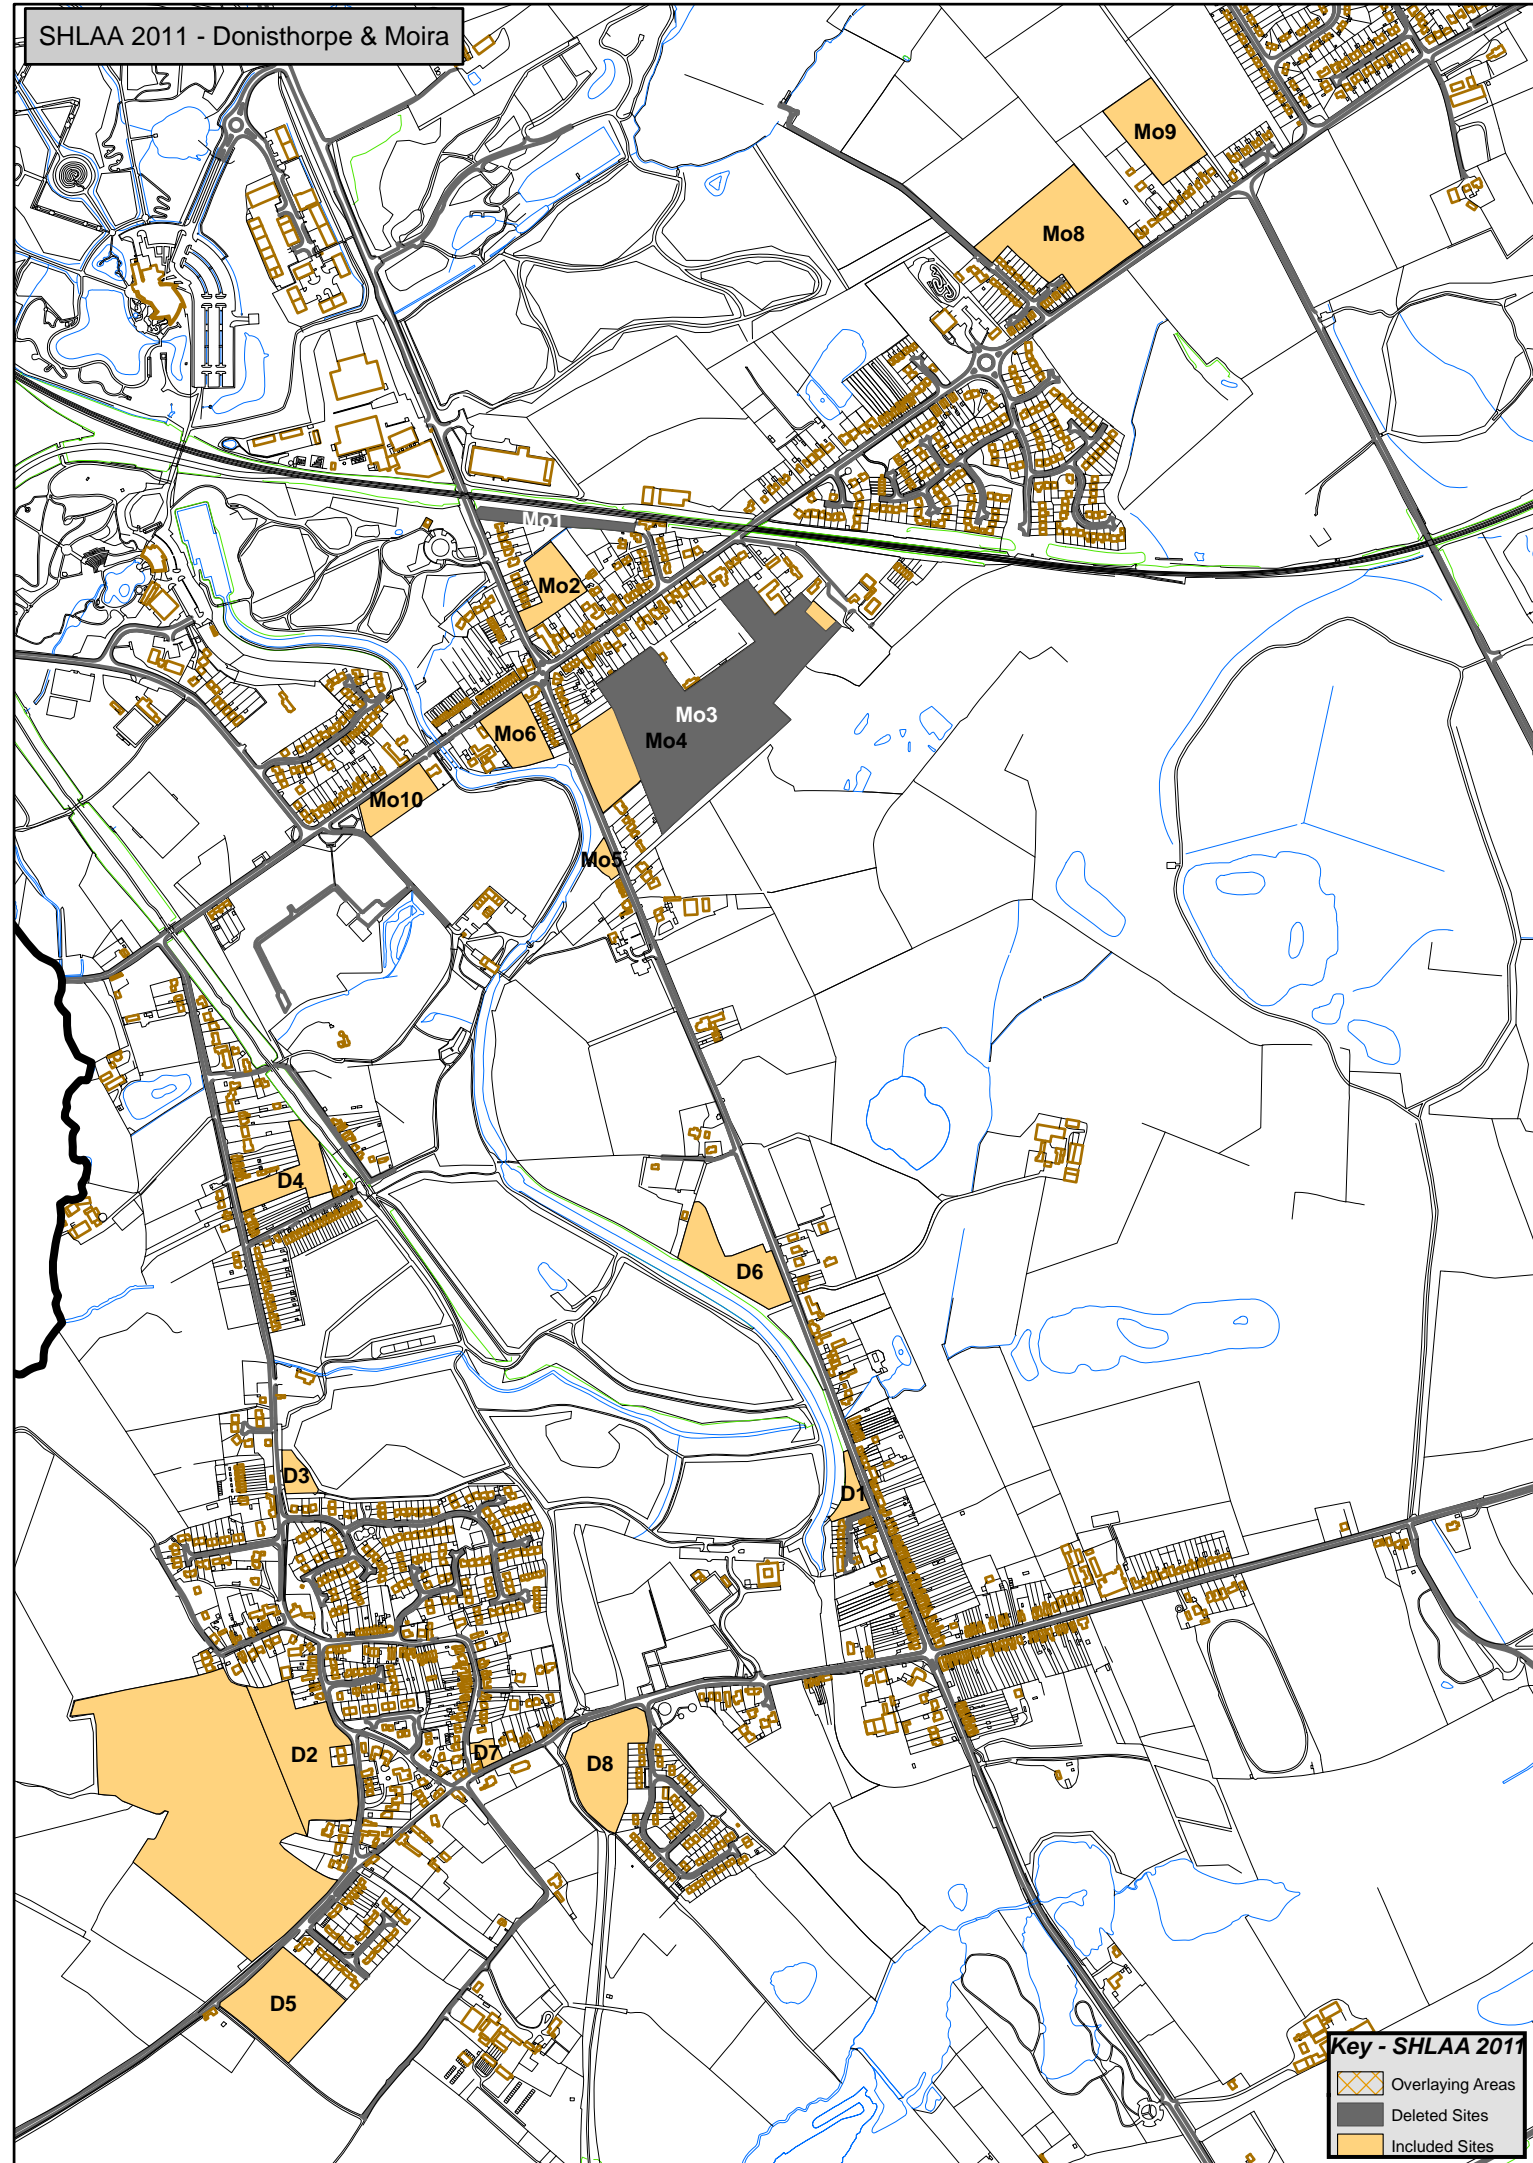 SHLAA 2011 - Donisthorpe & Moira
Mo9
Mo8
Mo1
Mo2
Mo3
Mo6
Mo4
Mo10
Mo5
D4
D6
D3
D1
D2
D7
D8
D5
Key - SHLAA 2011
Overlaying Areas
Deleted Sites
Included Sites